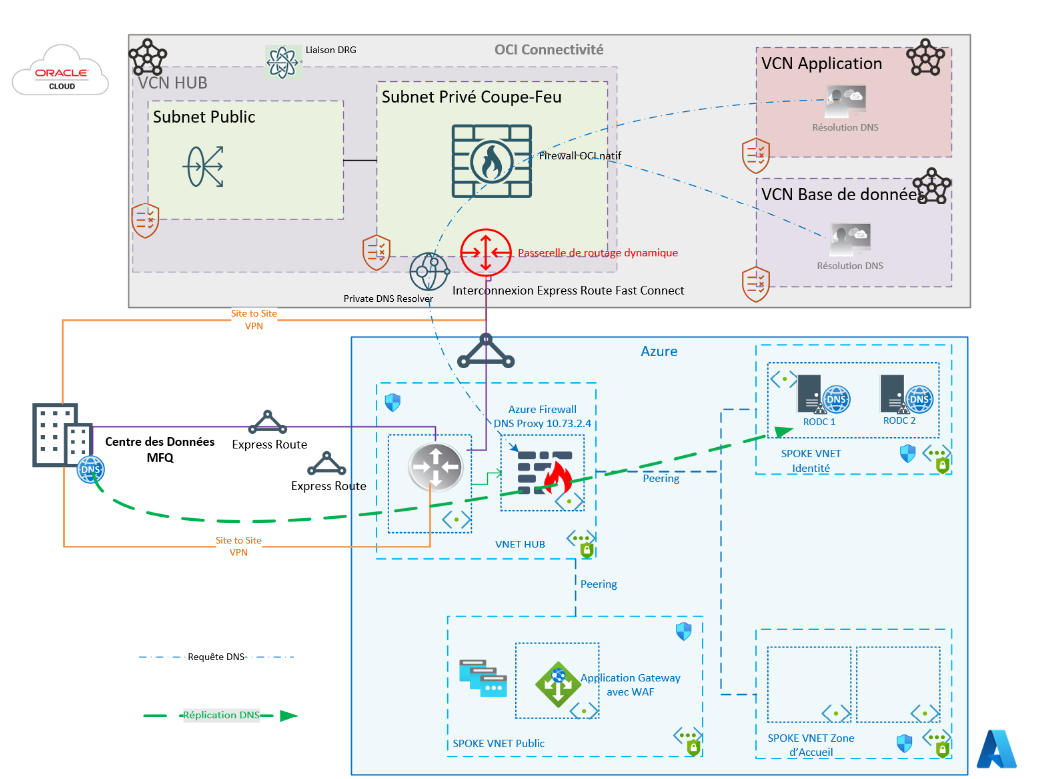 OCI Connectivité
Liaison DRG
ORACLE
CLOUD
VCN HUB
Subnet Public
Subnet Privé Coupe-Feu
Firewall OCI natif
VCN Application
Résolution DNS
VCN Base de données
Résolution DNS
Passerelle de routage dynamique
Private DNS Resolver
Interconnexion Express Route Fast Connect
Site to Site
VPN
Azure
Azure Firewall
DNS Proxy 10.73.2.4
DNS
DNS
RODC 1
RODC 2
SPOKE VNET
Identité
Centre des Données
MFQ
DNS
Express Route
Express Route
Peering
Site to Site
VPN
VNET HUB
Peering
Requête DNS
Réplication DNS
Application Gateway
avec WAF
SPOKE VNET Public
SPOKE VNET Zone
d'Accueil